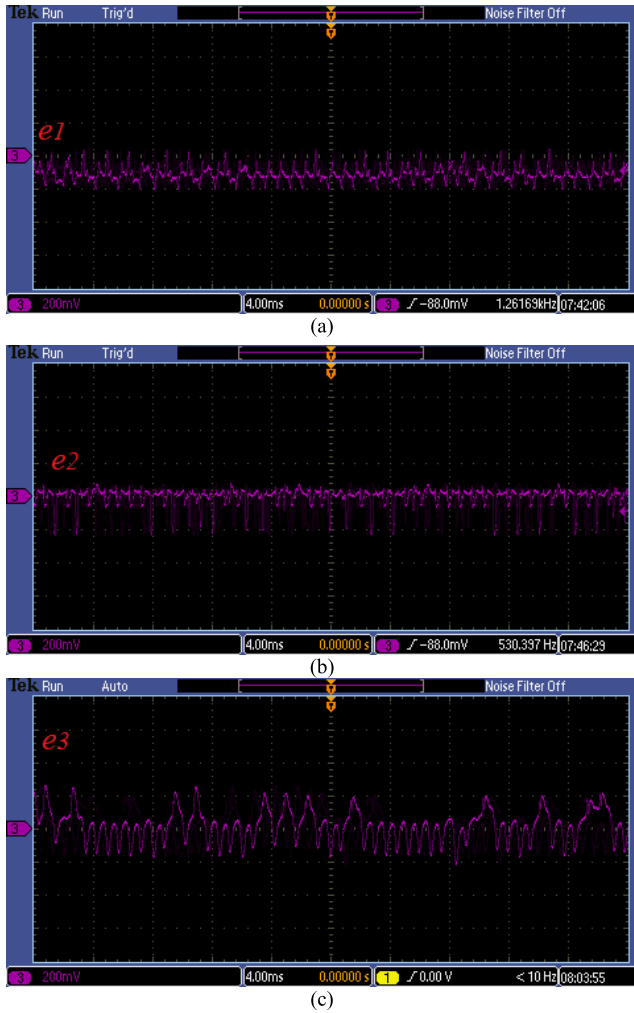 Tek Run Trig'd Noise Filter Off
T
T
e1
3
3 200mV 4.00ms 0.00000 s 3 -88.0mV 1.26169kHz 07:42:06
(a)
Tek Run Trig'd Noise Filter Off
T
T
e2
3
3 200mV 4.00ms 0.00000 s 3 -88.0mV 530.397 Hz 07:46:29
(b)
Tek Run Auto Noise Filter Off
T
T
e3
3
3 200mV 4.00ms 0.00000 s 1 0.00 V < 10 Hz 08:03:55
(c)